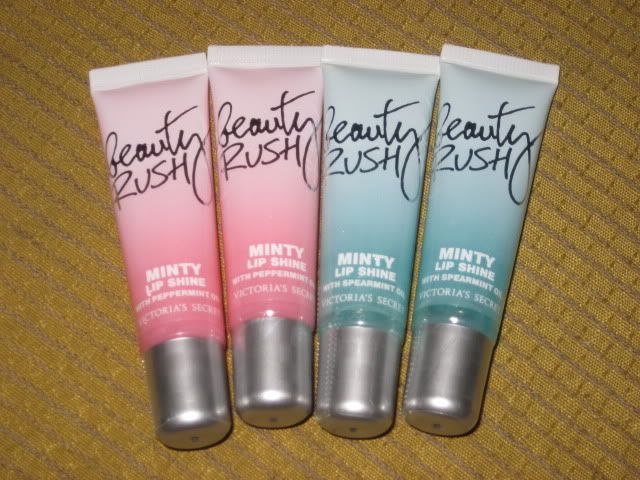 Beauty
RUSH
MINTY
LIP SHINE
WITH PEPPERMINT OIL
VICTORIA'S SECRET
Beauty
RUSH
MINTY
LIP SHINE
WITH PEPPERMINT OIL
VICTORIA'S SECRET
Beauty
RUSH
MINTY
LIP SHINE
WITH SPEARMINT OIL
VICTORIA'S SECRET
Beauty
RUSH
MINTY
LIP SHINE
WITH SPEARMINT OIL
VICTORIA'S SECRET